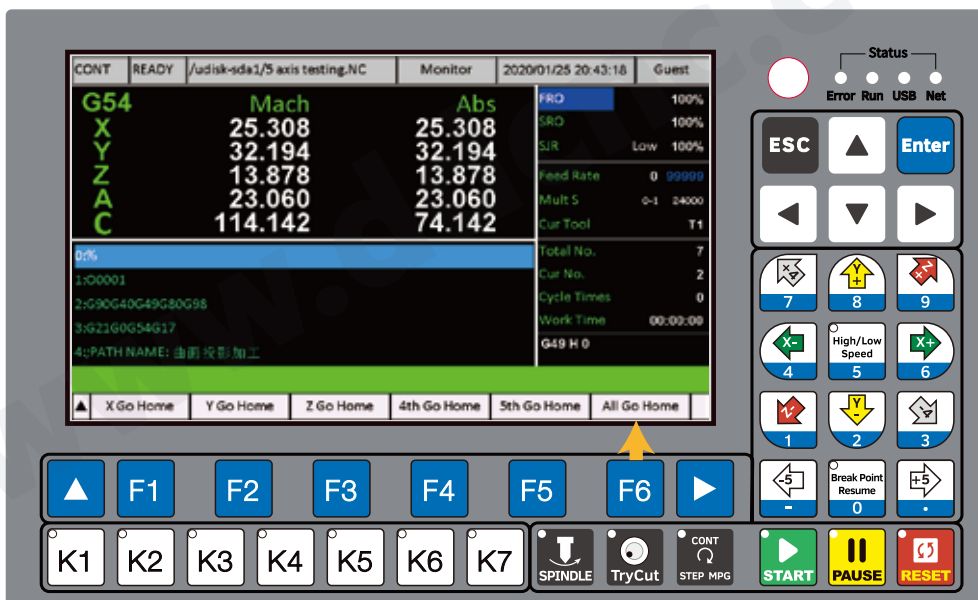 Status
Error Run USB Net
CONT READY /udisk-sda1/5 axis testing.NC Monitor 2020/01/25 20:43:18 Guest
G54 Mach Abs
X 25.308 25.308
Y 32.194 32.194
Z 13.878 13.878
A 23.060 23.060
C 114.142 74.142
FRO 100%
SRO 100%
SJR Low 100%
Feed Rate 0 99999
Mult S 0-1 24000
Cur Tool T1
Total No. 7
Cur No. 2
Cycle Times 0
Work Time 00:00:00
G49 H 0
0:%
1:O0001
2:G90G40G49G80G98
3:G21G0G54G17
4:;PATH NAME: 曲面投影加工
X Go Home Y Go Home Z Go Home 4th Go Home 5th Go Home All Go Home
ESC Enter
7 Y+ 8 9
X- 4 High/Low Speed 5 X+ 6
1 Y- 2 3
-5 - Break Point Resume 0 +5 .
F1 F2 F3 F4 F5 F6
K1 K2 K3 K4 K5 K6 K7
SPINDLE TryCut CONT STEP MPG START PAUSE RESET